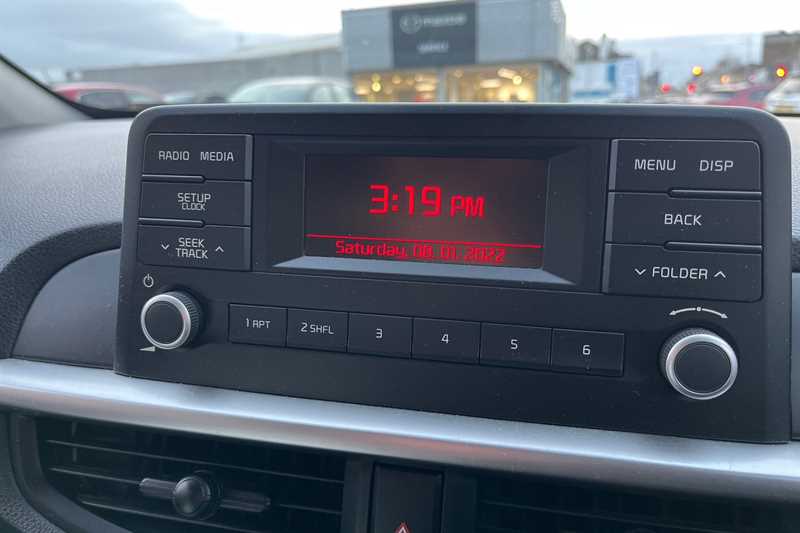 RADIO MEDIA
SETUP
CLOCK
SEEK
TRACK
3:19 PM
Saturday, 08. 01. 2022
MENU DISP
BACK
FOLDER
1 RPT
2 SHFL
3
4
5
6